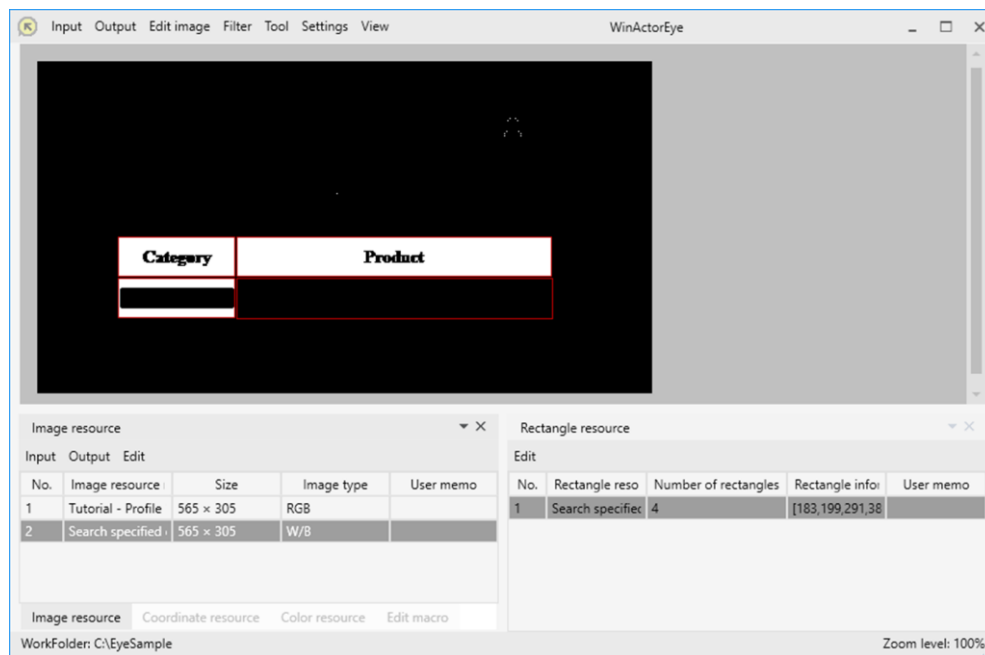 Input Output Edit image Filter Tool Settings View WinActorEye
Category Product
Image resource
Input Output Edit
No. Image resource Size Image type User memo
1 Tutorial - Profile 565 × 305 RGB
2 Search specified 565 × 305 W/B
Image resource Coordinate resource Color resource Edit macro
Rectangle resource
Edit
No. Rectangle reso Number of rectangles Rectangle info User memo
1 Search specified 4 [183,199,291,38
WorkFolder: C:\EyeSample Zoom level: 100%